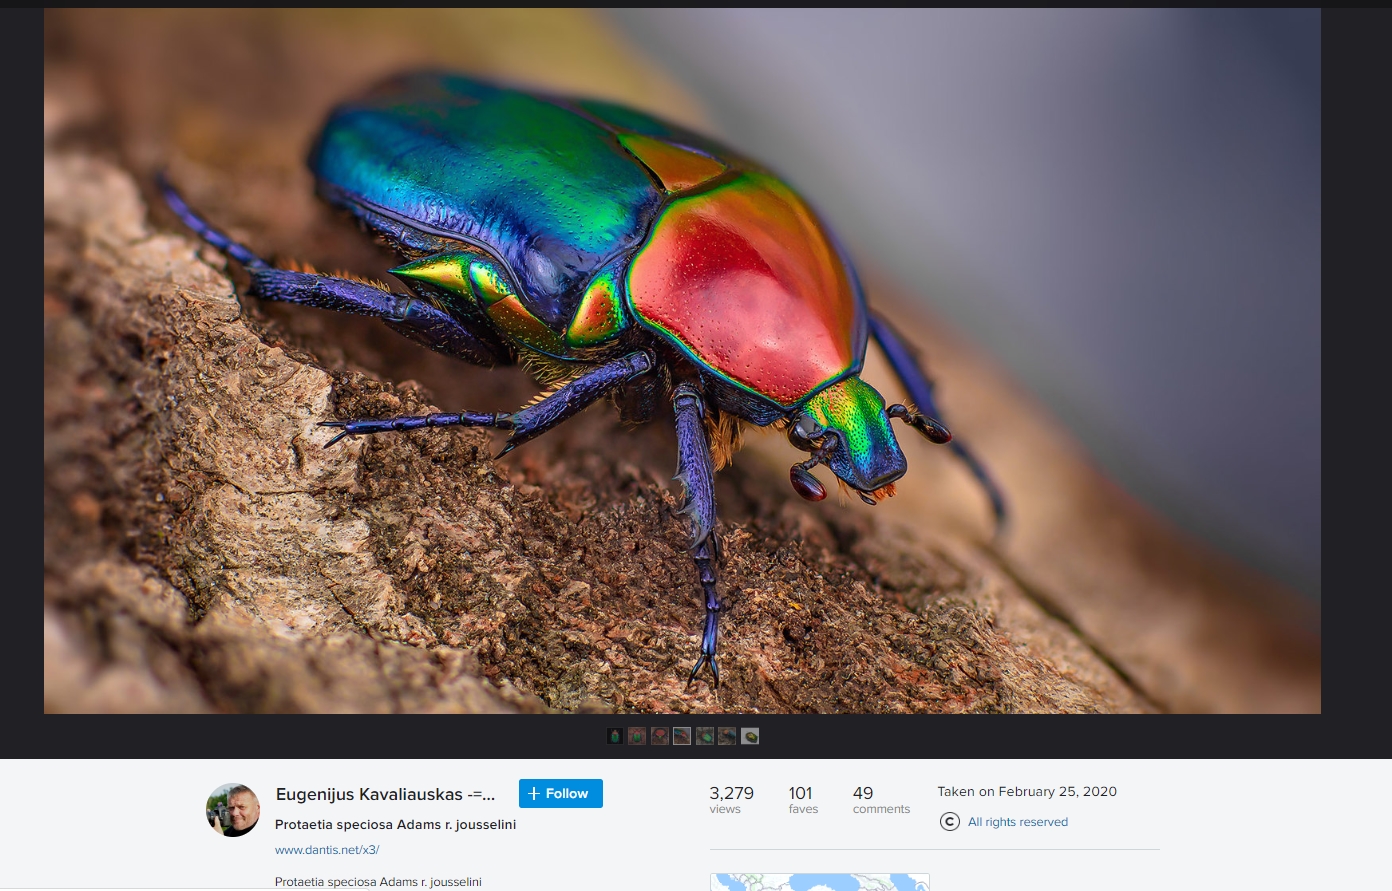 Eugenijus Kavaliauskas -=...
+ Follow
Protaetia speciosa Adams r. jousselini
www.dantis.net/x3/
Protaetia speciosa Adams r. jousselini
3,279
views
101
faves
49
comments
Taken on February 25, 2020
C All rights reserved